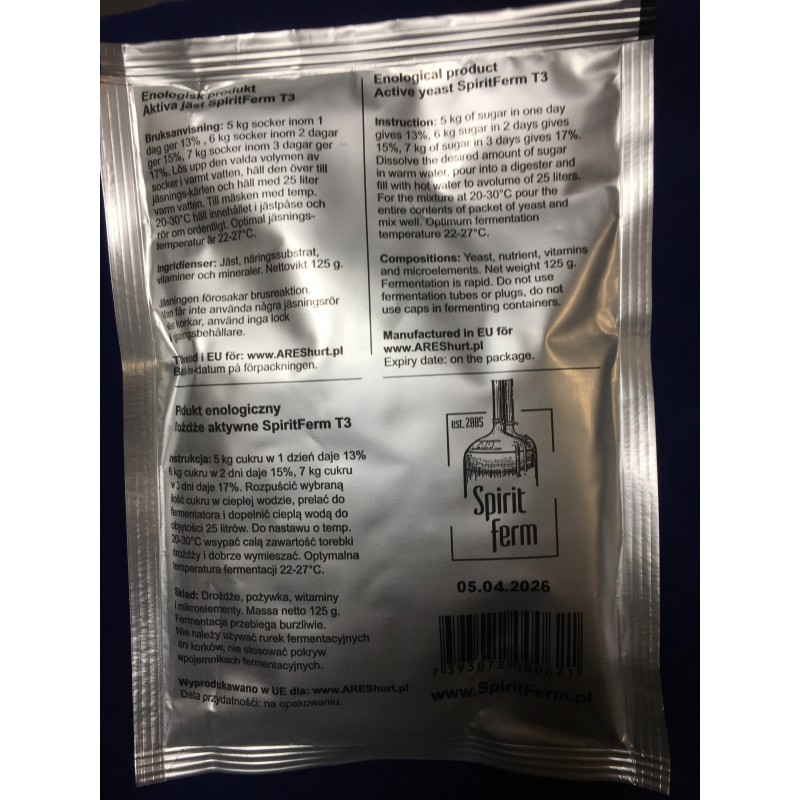 Enologisk produkt
Aktiva jäst SpiritFerm T3
Bruksanvisning: 5 kg socker inom 1
dag ger 13% , 6 kg socker inom 2 dagar
ger 15%, 7 kg socker inom 3 dagar ger
17%. Lös upp den valda volymen av
socker i varmt vatten, häll den över till
jäsnings-kärlen och häll med 25 liter
varm vatten. Till mäsken med temp.
20-30°C häll innehållet i jästpåse och
rör om ordentligt. Optimal jäsnings-
temperatur är 22-27°C.
Ingridienser: Jäst, näringssubstrat,
vitaminer och mineraler. Nettovikt 125 g.
Jäsningen förosakar brusreaktion.
Man får inte använda några jäsningsrör
korkar, använd inga lock
jäsningsbehållare.
i EU för: www.AREShurt.pl
datum på förpackningen.
Enological product
Active yeast SpiritFerm T3
Instruction: 5 kg of sugar in one day
gives 13%, 6 kg sugar in 2 days gives
15%, 7 kg of sugar in 3 days gives 17%.
Dissolve the desired amount of sugar
in warm water, pour into a digester and
fill with hot water to avolume of 25 liters.
For the mixture at 20-30°C pour the
entire contents of packet of yeast and
mix well. Optimum fermentation
temperature 22-27°C.
Compositions: Yeast, nutrient, vitamins
and microelements. Net weight 125 g.
Fermentation is rapid. Do not use
fermentation tubes or plugs, do not
use caps in fermenting containers.
Manufactured in EU för
www.AREShurt.pl
Expiry date: on the package.
enologiczny
aktywne SpiritFerm T3
Instrukcja: 5 kg cukru w 1 dzień daje 13%
6 kg cukru w 2 dni daje 15%, 7 kg cukru
w 3 dni daje 17%. Rozpuścić wybraną
ilość cukru w ciepłej wodzie, prelać do
fermentatora i dopełnić ciepłą wodą do
objętości 25 litrów. Do nastawu o temp.
20-30°C wsypać całą zawartość torebki
drożdży i dobrze wymieszać. Optymalna
temperatura fermentacji 22-27°C.
Skład: Drożdże, pożywka, witaminy
i mikroelementy. Massa netto 125 g.
Fermentacja przebiega burzliwie.
Nie należy używać rurek fermentacyjnych
ani korków, nie stosować pokryw
wpojemnikach fermentacyjnych.
Wyprodukawano w UE dla: www.AREShurt.pl
Data przydatności: na opakowaniu.
est. 2005
Spirit
ferm
05.04.2026
7393072000621
www.SpiritFerm.pl